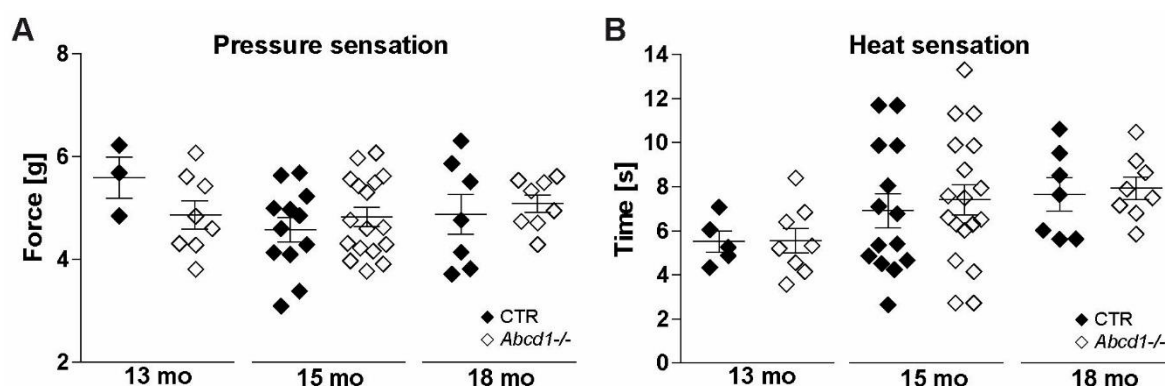 A
Pressure sensation
8
6
4
2
Force [g]
CTR
Abcd1-/-
13 mo
15 mo
18 mo
B
Heat sensation
14
12
10
8
6
4
2
0
Time [s]
CTR
Abcd1-/-
13 mo
15 mo
18 mo